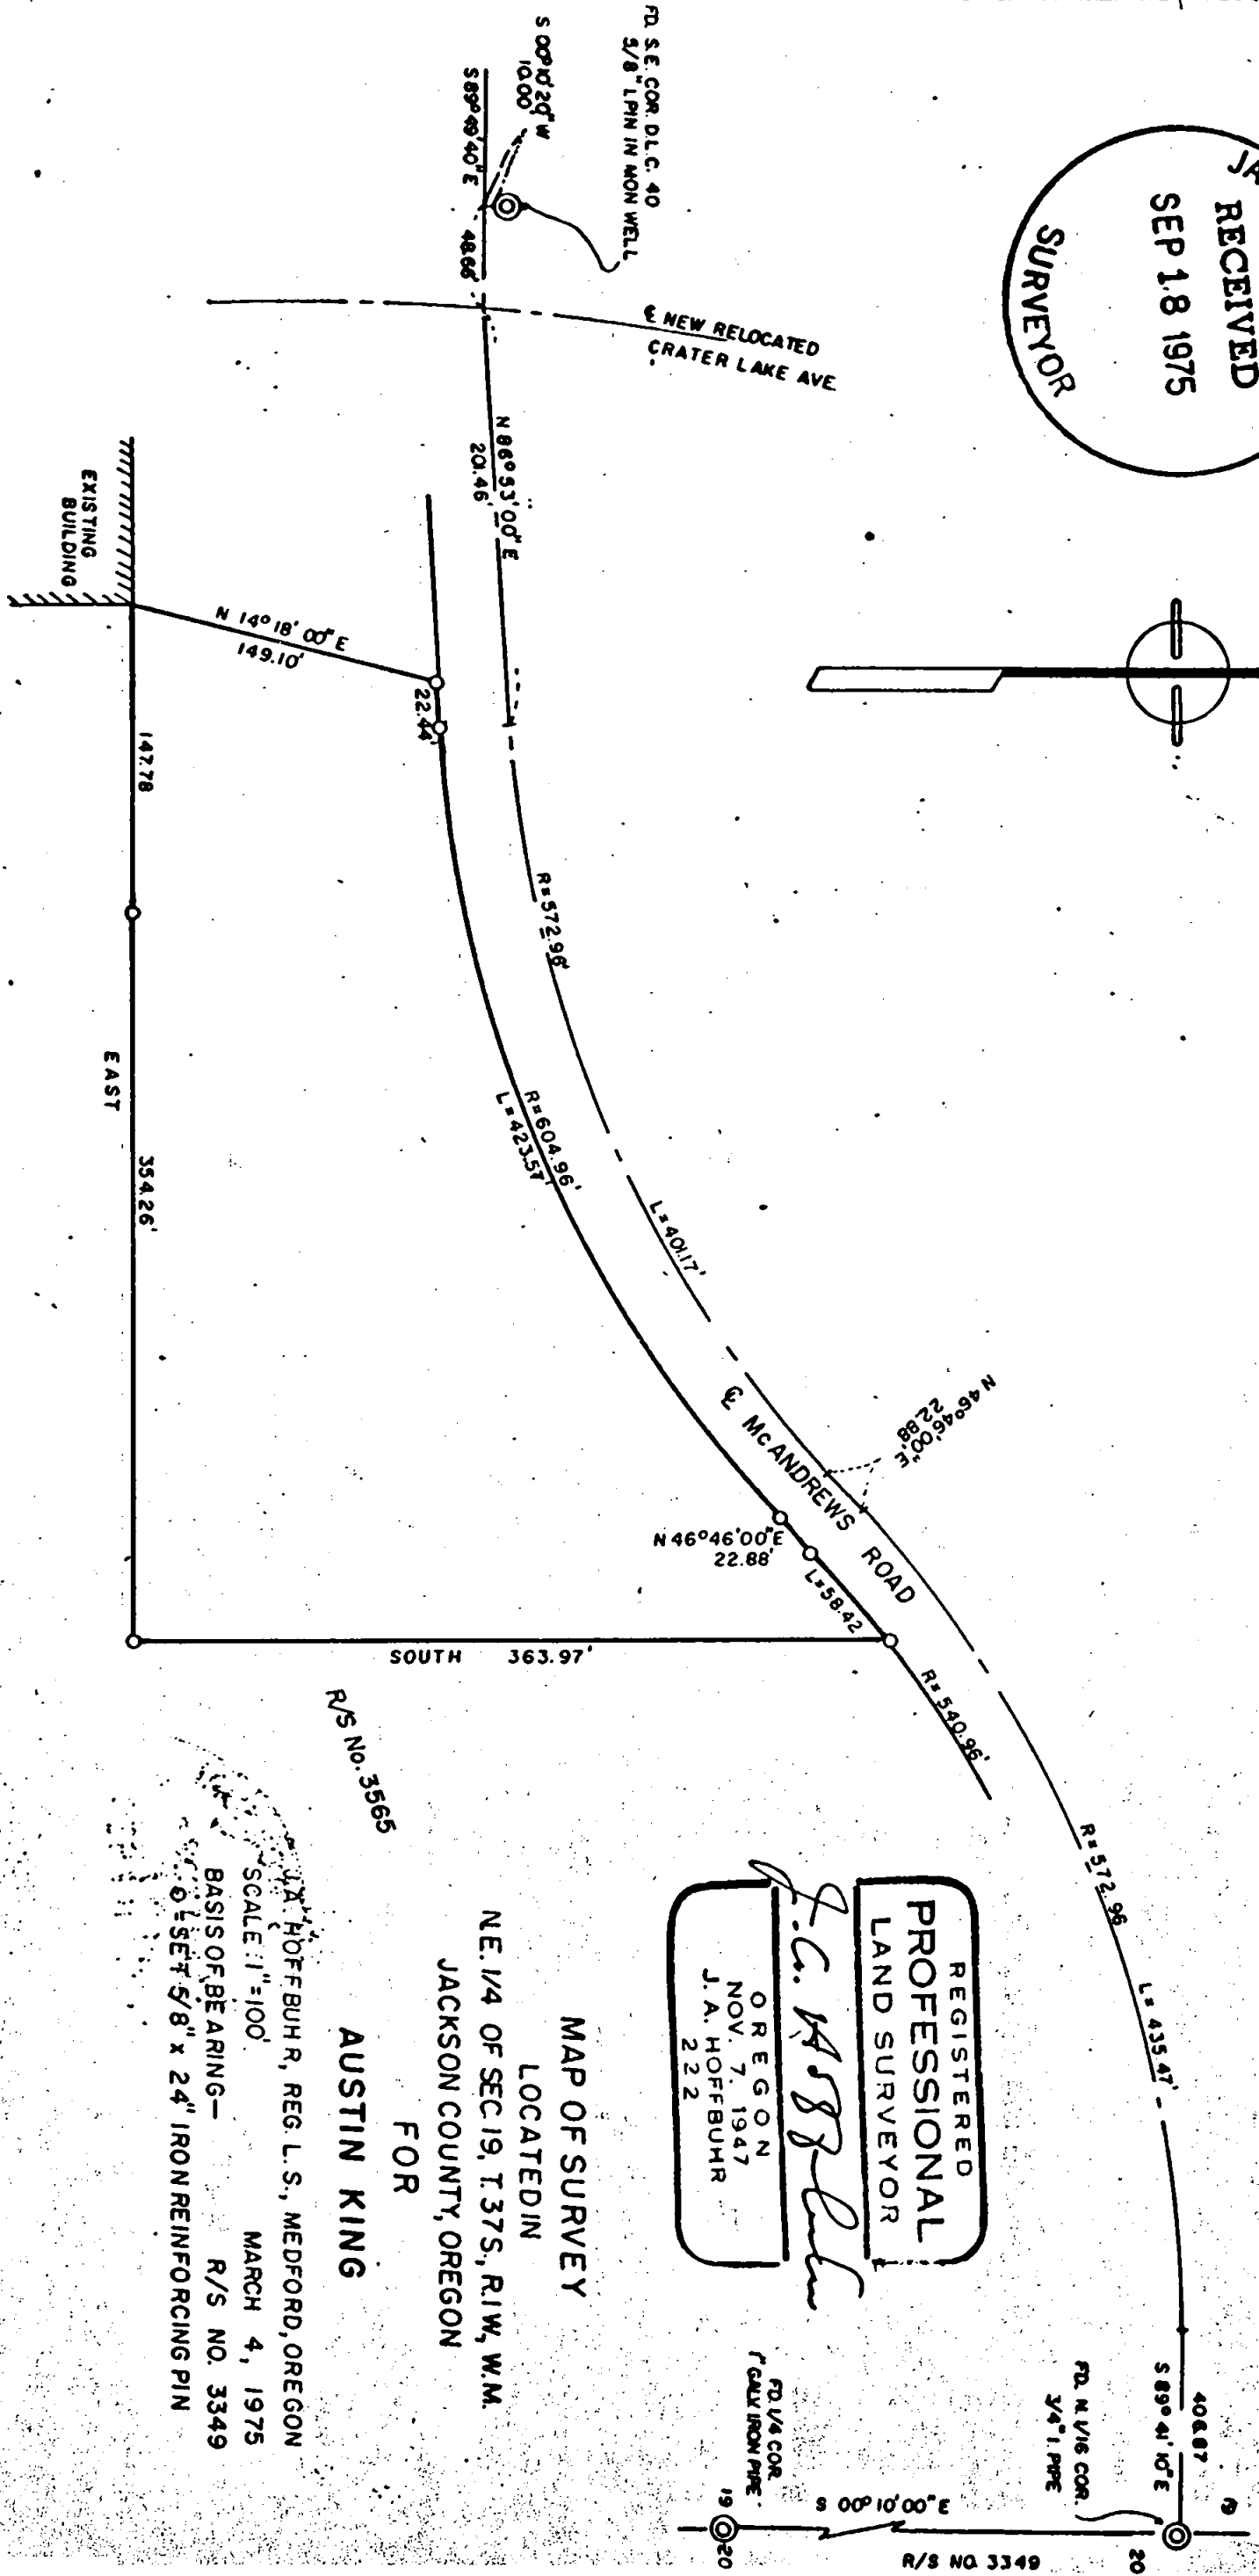 RECEIVED
SEP 18 1975
SURVEYOR
FD. S.E. COR. D.L.C. 40
5/8" I.PIN IN MON WELL
S 00°10'20" W
10.00'
S 89°49'40" E 48.66'
℄ NEW RELOCATED
CRATER LAKE AVE.
N 86°53'00" E
201.46'
EXISTING
BUILDING
N 14°18'00" E
149.10'
22.44'
147.78
EAST
354.26'
R=572.96'
L=401.17'
R=604.96'
L=423.57'
N 46°46'00" E
22.88
℄ McANDREWS ROAD
N 46°46'00" E
22.88'
L=58.42
R=540.96'
SOUTH 363.97'
R=572.96
L=435.47'
406.87
S 89°41'10" E
FD. N 1/16 COR.
3/4" I PIPE
19
20
S 00°10'00" E
R/S NO. 3349
FD. 1/4 COR.
1" GALV IRON PIPE
19
20
REGISTERED
PROFESSIONAL
LAND SURVEYOR
OREGON
NOV. 7, 1947
J. A. HOFFBUHR
222
MAP OF SURVEY
LOCATED IN
NE. 1/4 OF SEC 19, T. 37S., R.1W, W.M.
JACKSON COUNTY, OREGON
FOR
AUSTIN KING
R/S No. 3565
J.A. HOFFBUHR, REG. L.S., MEDFORD, OREGON
SCALE: 1"=100' MARCH 4, 1975
BASIS OF BEARING— R/S NO. 3349
O = SET 5/8" x 24" IRON REINFORCING PIN